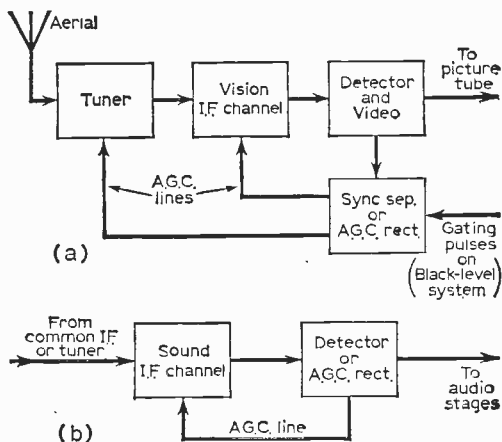 Aerial
Tuner
Vision
I.F. channel
Detector
and
Video
To
picture
tube
A.G.C.
lines
Sync sep.
or
A.G.C. rect.
Gating
pulses
on
(Black-level)
system
(a)
From
common I.F.
or tuner
Sound
I.F. channel
Detector
or
A.G.C. rect.
To
audio
stages
A.G.C. line
(b)